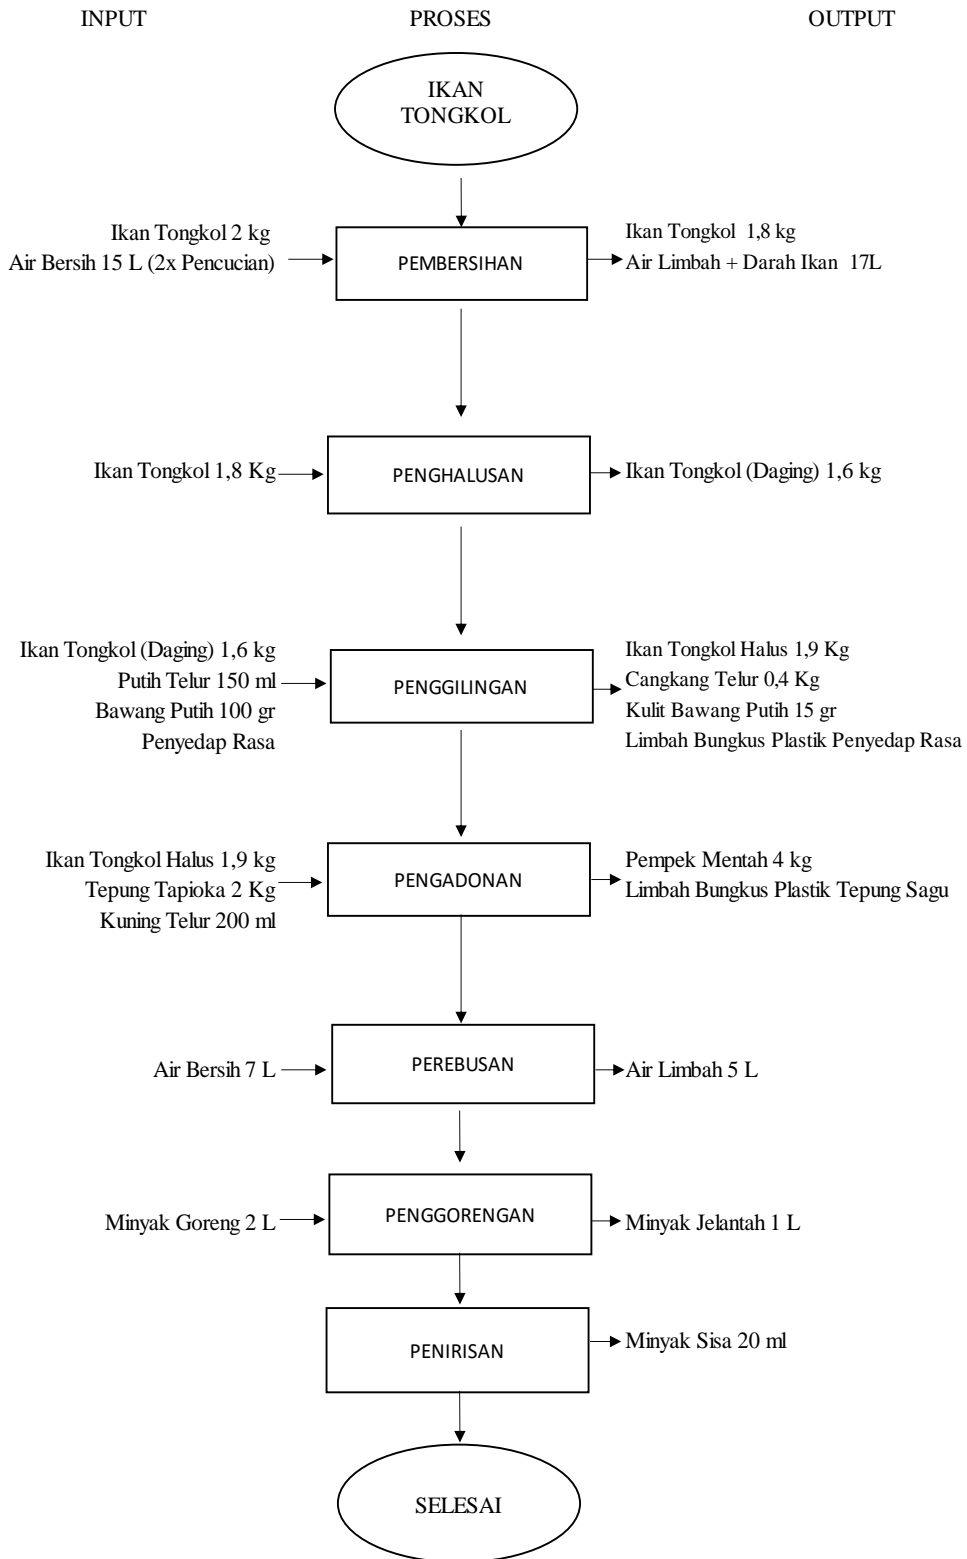 INPUT
PROSES
OUTPUT
IKAN
TONGKOL
Ikan Tongkol 2 kg
Air Bersih 15 L (2x Pencucian)
PEMBERSIHAN
Ikan Tongkol 1,8 kg
Air Limbah + Darah Ikan 17L
Ikan Tongkol 1,8 Kg
PENGHALUSAN
Ikan Tongkol (Daging) 1,6 kg
Ikan Tongkol (Daging) 1,6 kg
Putih Telur 150 ml
Bawang Putih 100 gr
Penyedap Rasa
PENGGILINGAN
Ikan Tongkol Halus 1,9 Kg
Cangkang Telur 0,4 Kg
Kulit Bawang Putih 15 gr
Limbah Bungkus Plastik Penyedap Rasa
Ikan Tongkol Halus 1,9 kg
Tepung Tapioka 2 Kg
Kuning Telur 200 ml
PENGADONAN
Pempek Mentah 4 kg
Limbah Bungkus Plastik Tepung Sagu
Air Bersih 7 L
PEREBUSAN
Air Limbah 5 L
Minyak Goreng 2 L
PENGGORENGAN
Minyak Jelantah 1 L
PENIRISAN
Minyak Sisa 20 ml
SELESAI